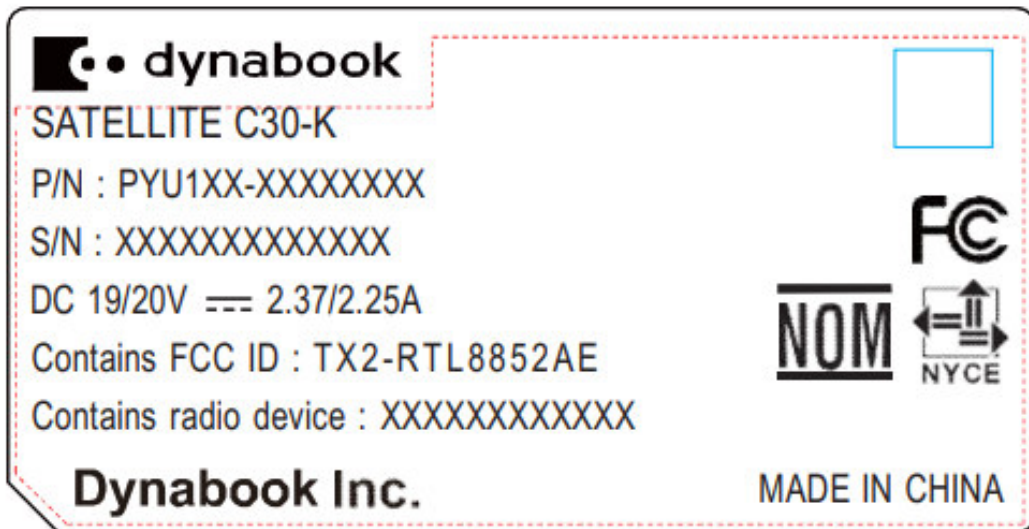 dynabook
SATELLITE C30-K
P/N : PYU1XX-XXXXXXXX
S/N : XXXXXXXXXXXXX
FC
DC 19/20V ⎓ 2.37/2.25A
NOM
Contains FCC ID : TX2-RTL8852AE
NYCE
Contains radio device : XXXXXXXXXXXX
Dynabook Inc.
MADE IN CHINA